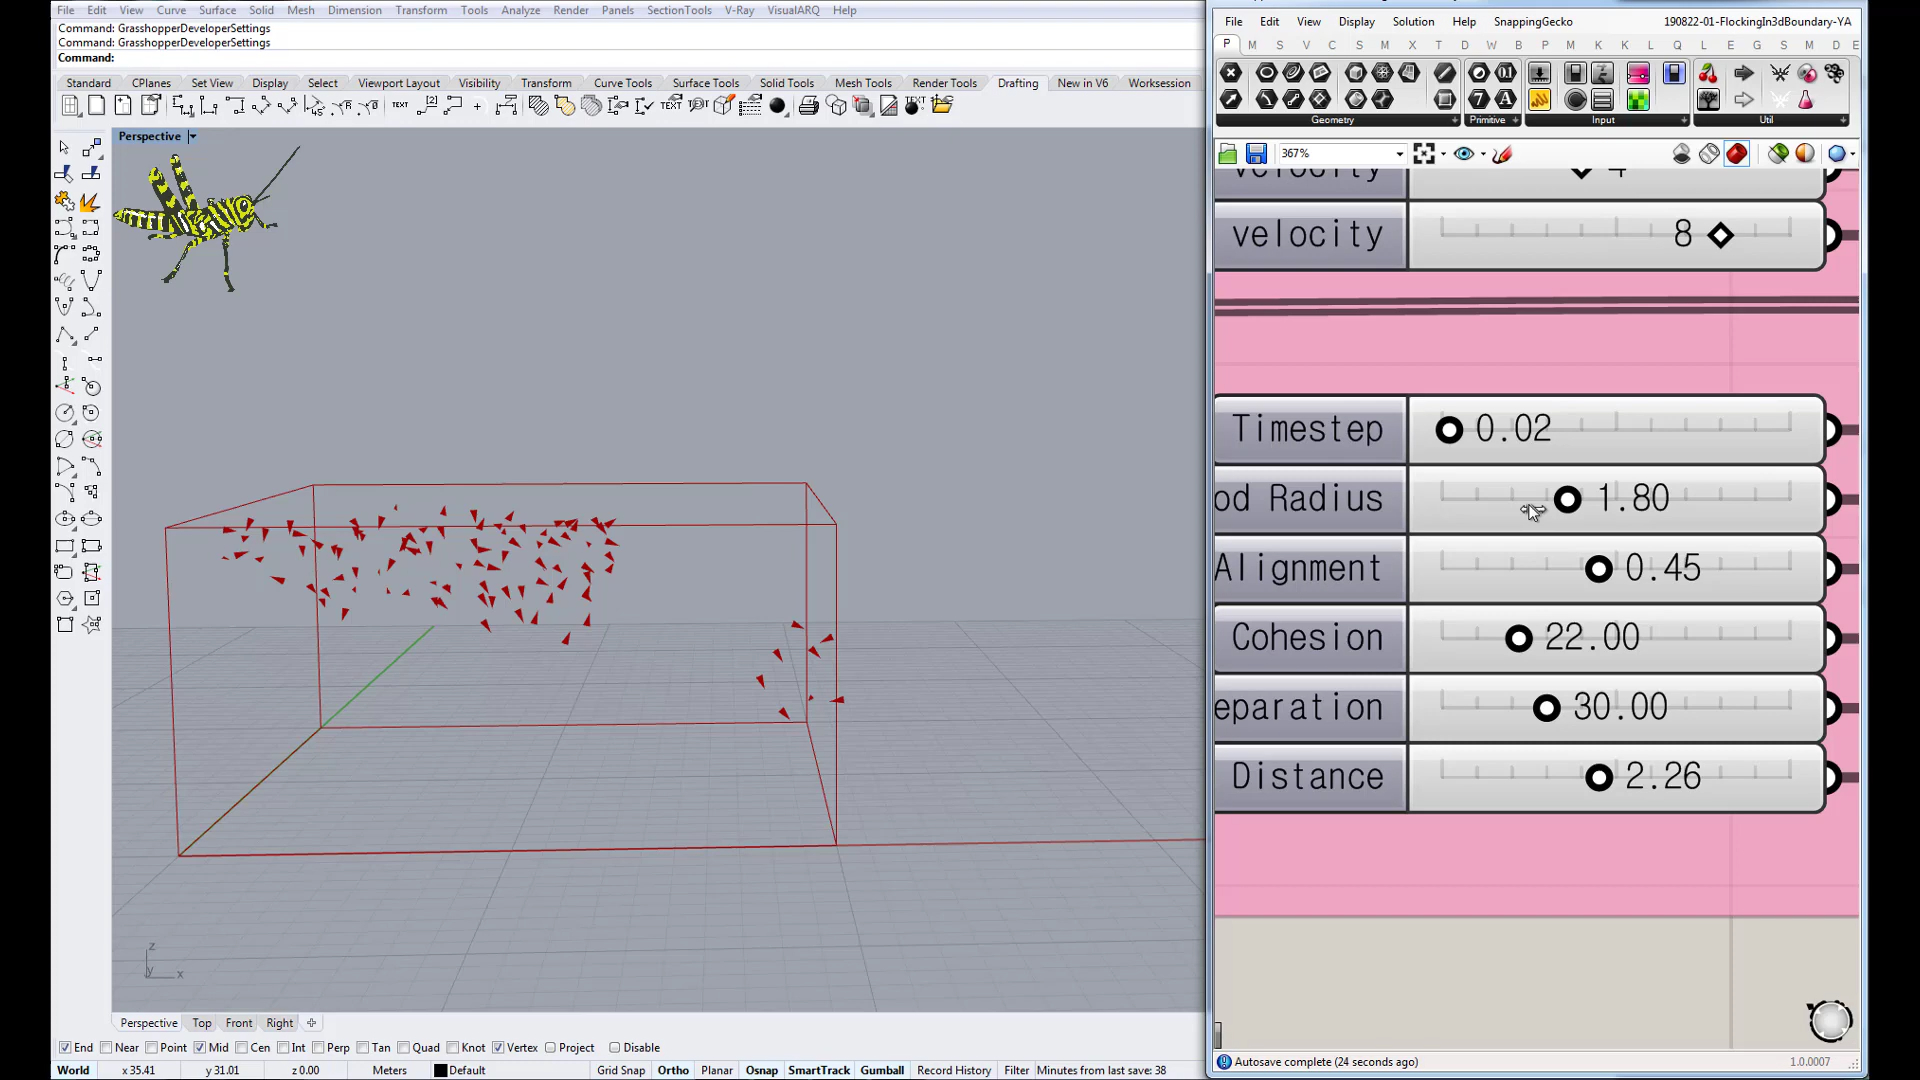 File Edit View Curve Surface Solid Mesh Dimension Transform Tools Analyze Render Panels SectionTools V-Ray VisualARQ Help
Command: GrasshopperDeveloperSettings
Command: GrasshopperDeveloperSettings
Command:
Standard CPlanes Set View Display Select Viewport Layout Visibility Transform Curve Tools Surface Tools Solid Tools Mesh Tools Render Tools Drafting New in V6 Worksession
Perspective
z
y x
Perspective Top Front Right
End Near Point Mid Cen Int Perp Tan Quad Knot Vertex Project Disable
World x 35.41 y 31.01 z 0.00 Meters Default Grid Snap Ortho Planar Osnap SmartTrack Gumball Record History Filter Minutes from last save: 38
File Edit View Display Solution Help SnappingGecko 190822-01-FlockingIn3dBoundary-YA
P M S V C S M X T D W B P M K K L Q L E G S M D E
Geometry Primitive Input Util
367%
velocity 4
velocity 8
Timestep 0.02
od Radius 1.80
Alignment 0.45
Cohesion 22.00
eparation 30.00
Distance 2.26
Autosave complete (24 seconds ago) 1.0.0007